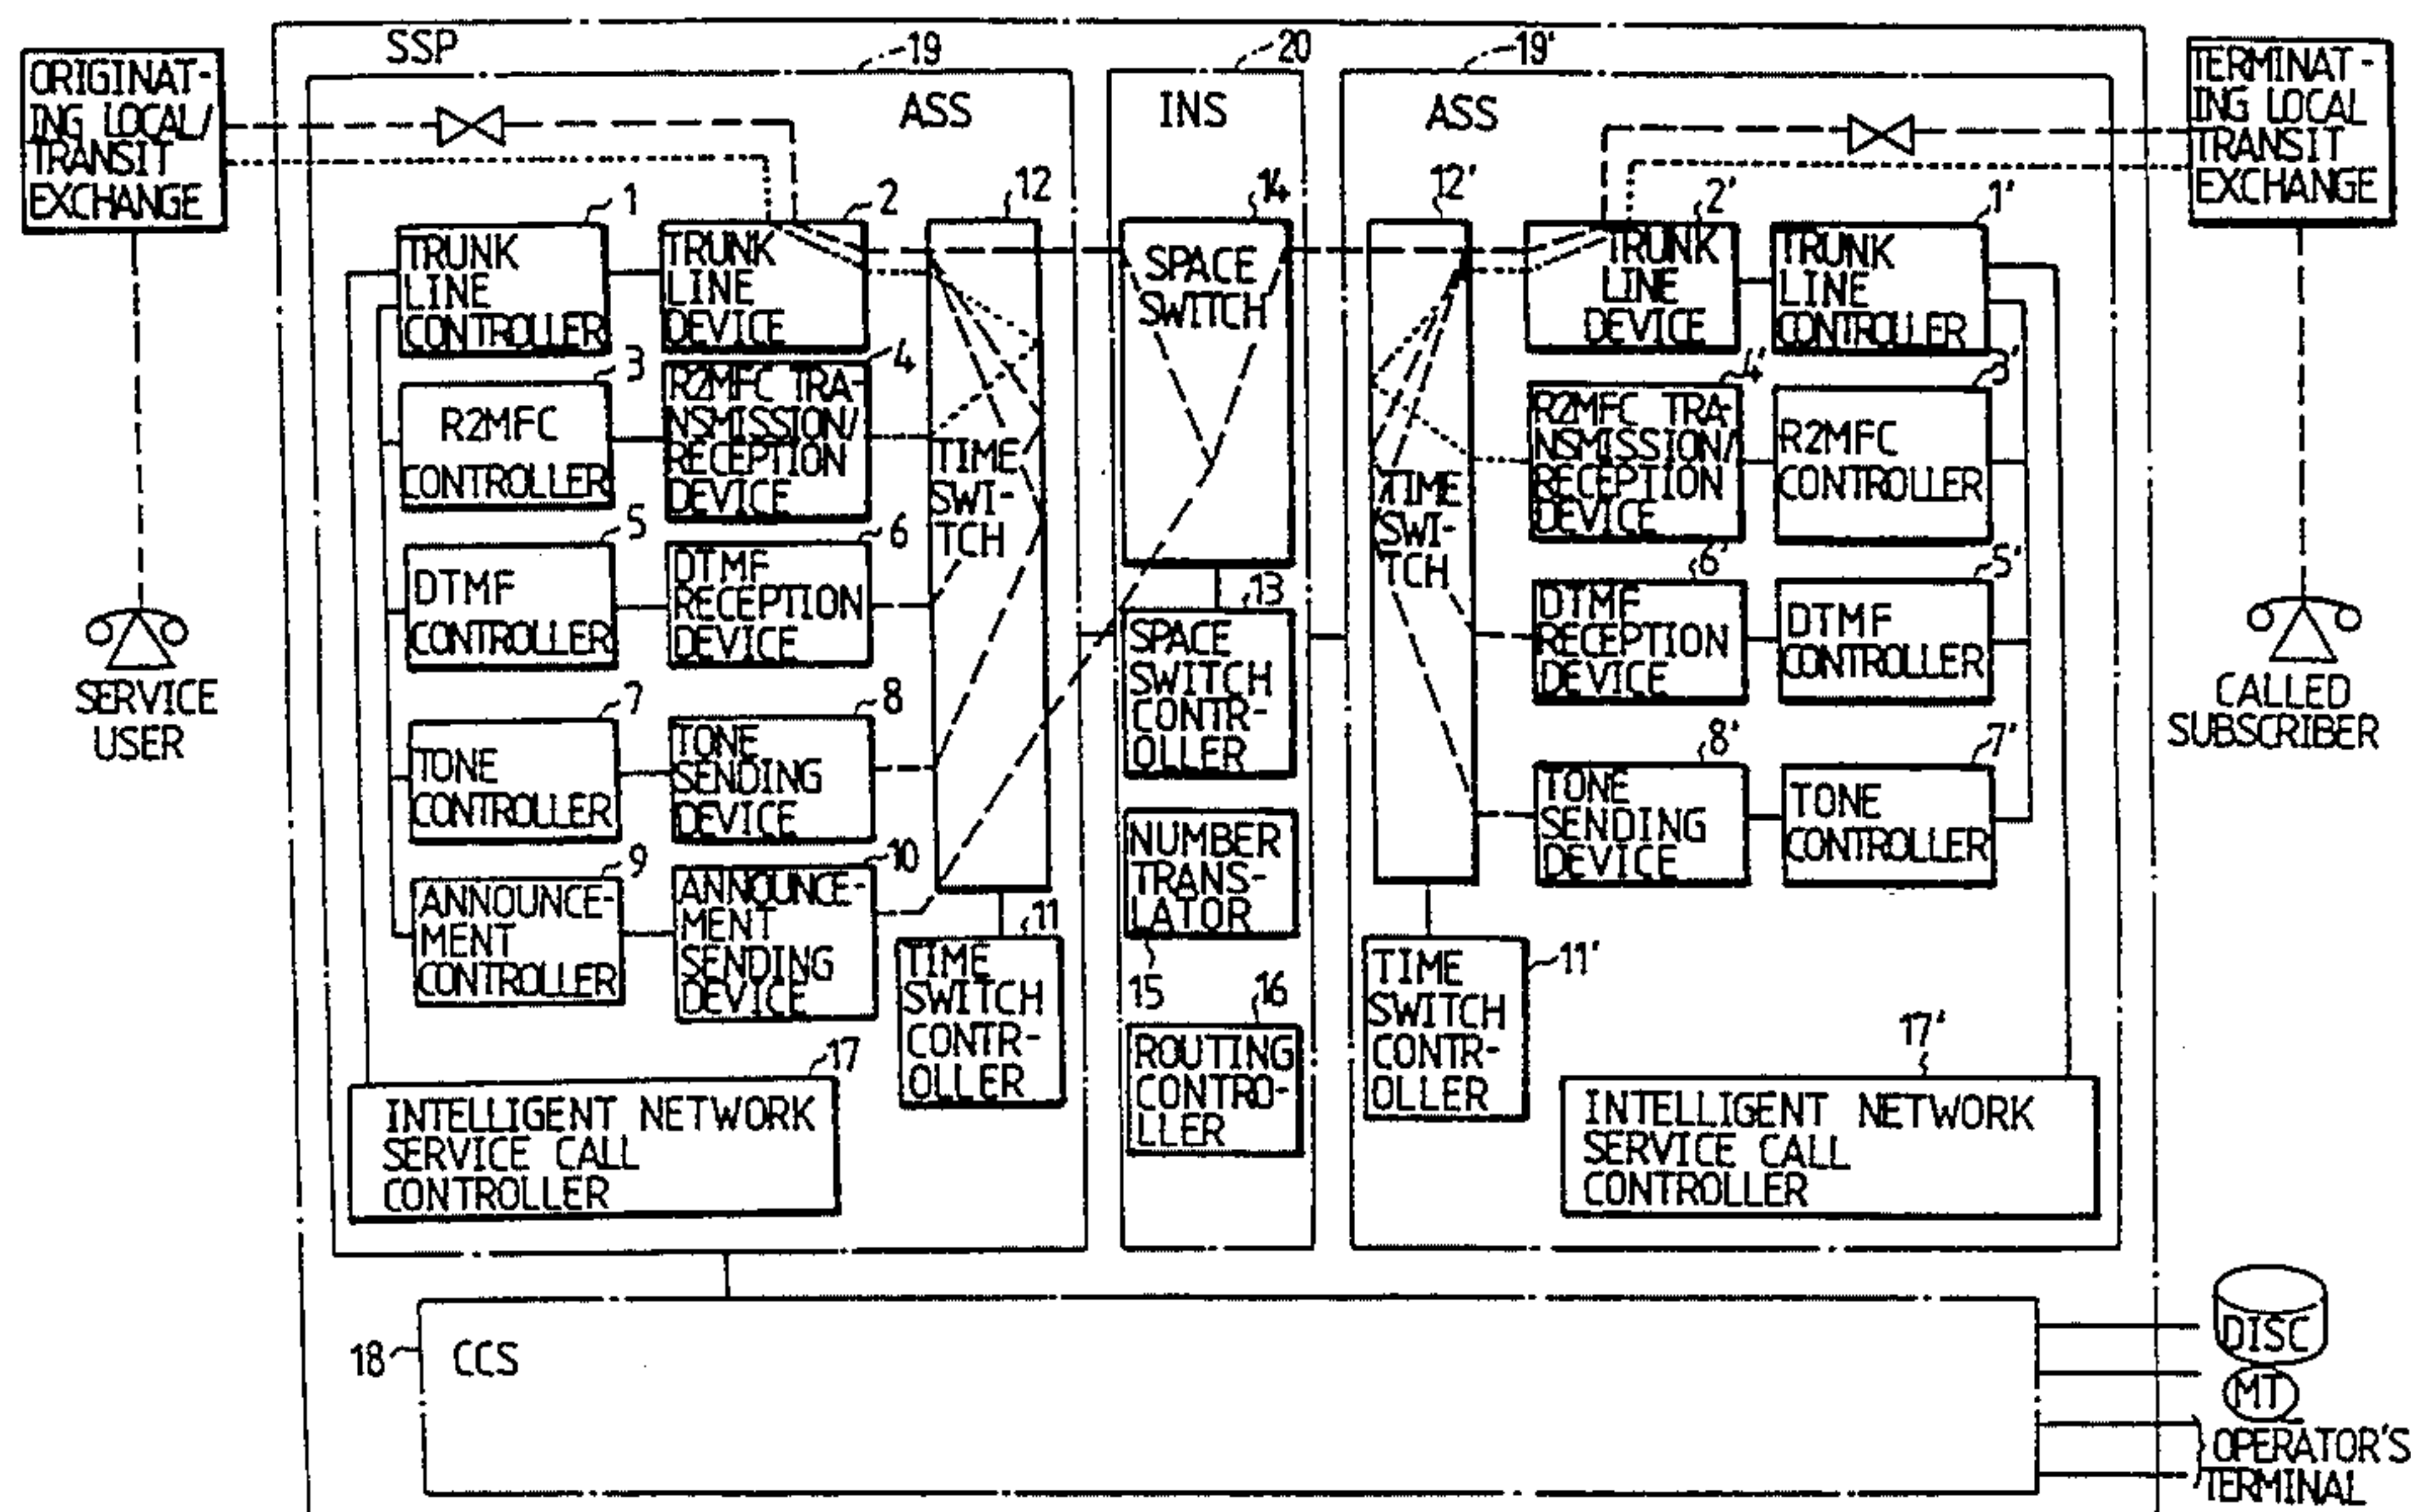 SSP
19
20
19'
ORIGINAT-
ING LOCAL/
TRANSIT
EXCHANGE
ASS
INS
ASS
TERMINAT-
ING LOCAL
TRANSIT
EXCHANGE
SERVICE
USER
CALLED
SUBSCRIBER
1
TRUNK
LINE
CONTROLLER
2
TRUNK
LINE
DEVICE
3
R2MFC
CONTROLLER
4
R2MFC TRA-
NSMISSION/
RECEPTION
DEVICE
5
DTMF
CONTROLLER
6
DTMF
RECEPTION
DEVICE
7
TONE
CONTROLLER
8
TONE
SENDING
DEVICE
9
ANNOUNCE-
MENT
CONTROLLER
10
ANNOUNCE-
MENT
SENDING
DEVICE
12
TIME
SWI-
TCH
11
TIME
SWITCH
CONTR-
OLLER
17
INTELLIGENT NETWORK
SERVICE CALL
CONTROLLER
14
SPACE
SWITCH
13
SPACE
SWITCH
CONTR-
OLLER
NUMBER
TRANS-
LATOR
15
16
ROUTING
CONTRO-
LLER
12'
TIME
SWI-
TCH
11'
TIME
SWITCH
CONTR-
OLLER
2'
TRUNK
LINE
DEVICE
1'
TRUNK
LINE
CONTROLLER
4'
R2MFC TRA-
NSMISSION/
RECEPTION
DEVICE
3'
R2MFC
CONTROLLER
6'
DTMF
RECEPTION
DEVICE
5'
DTMF
CONTROLLER
8'
TONE
SENDING
DEVICE
7'
TONE
CONTROLLER
17'
INTELLIGENT NETWORK
SERVICE CALL
CONTROLLER
18
CCS
DISC
MT
OPERATOR'S
TERMINAL